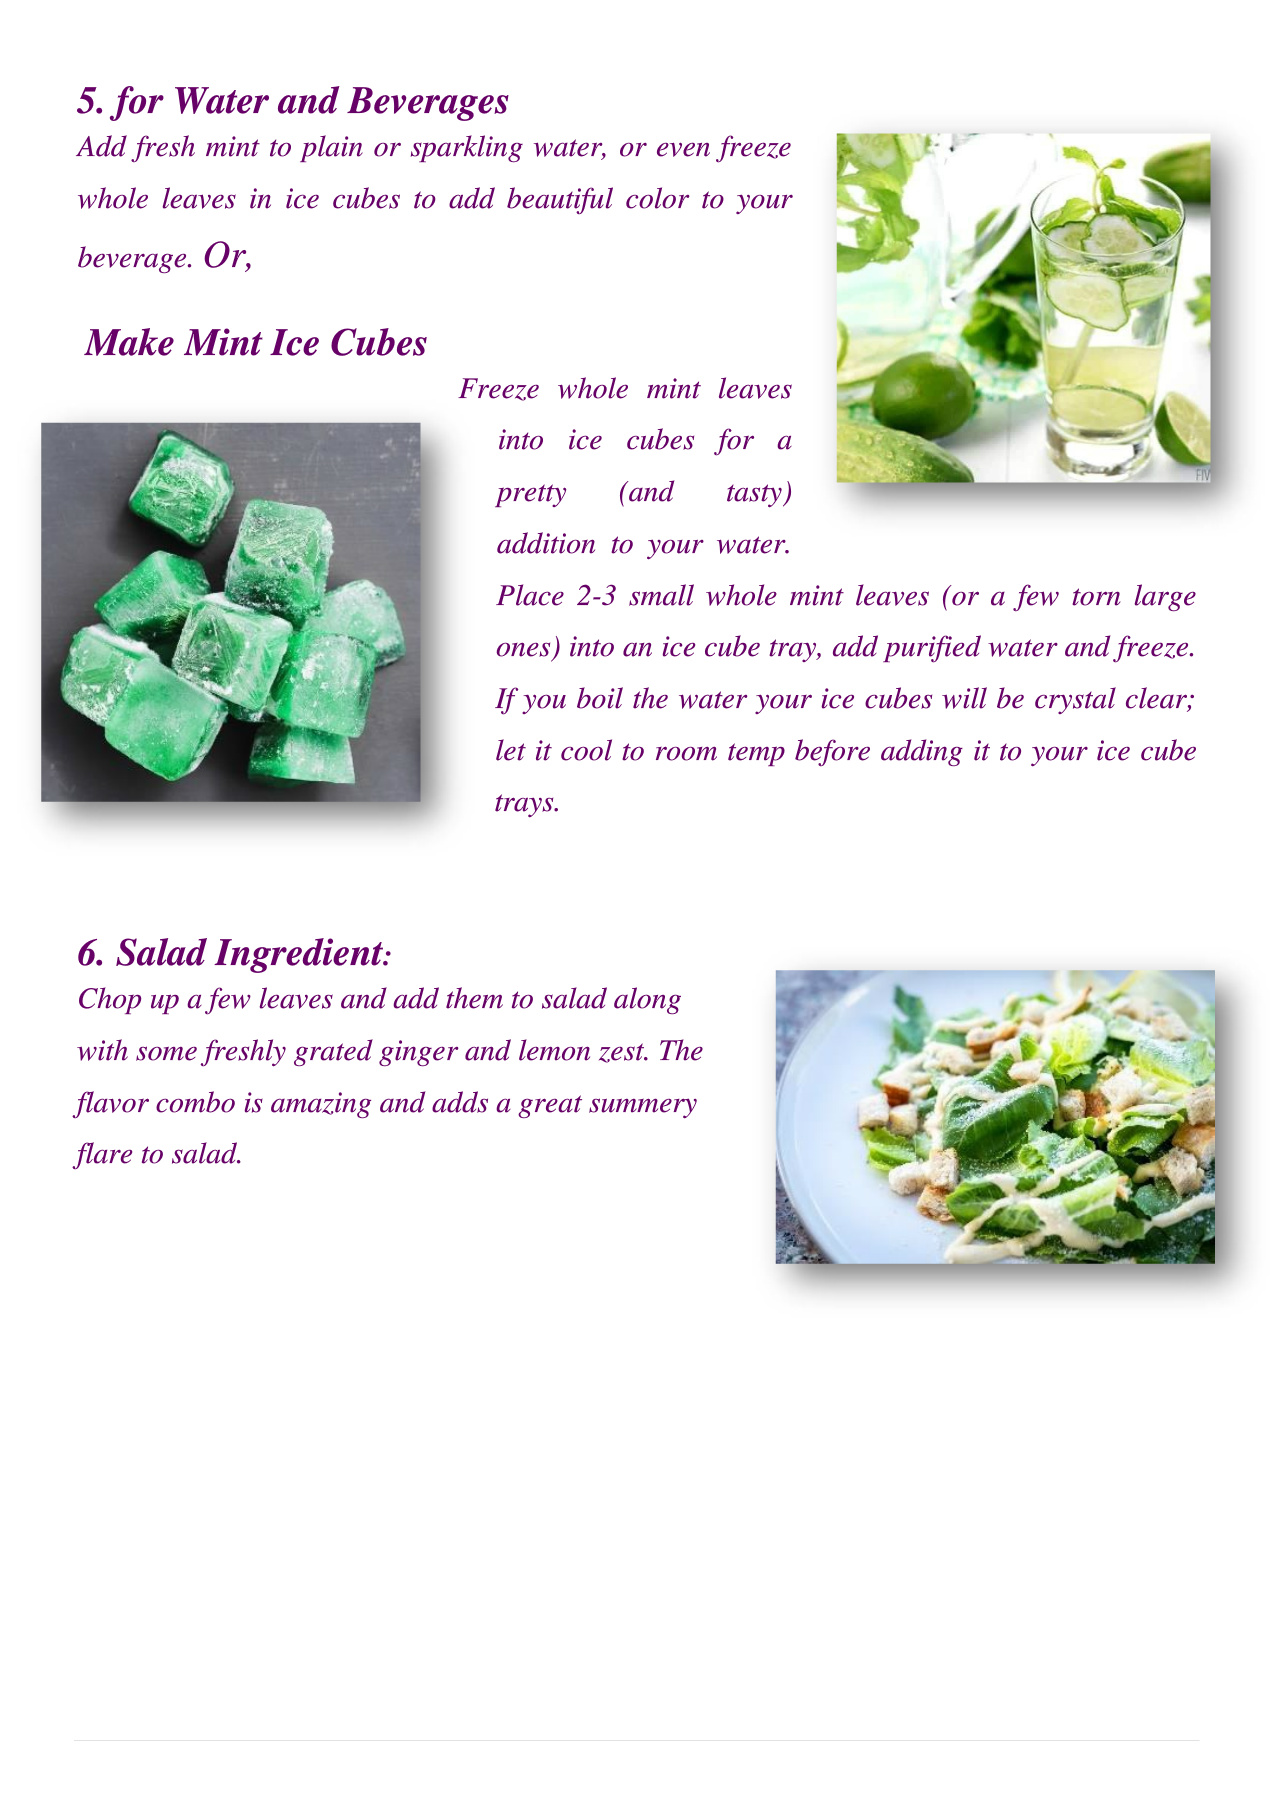 5. for Water and Beverages
Add fresh mint to plain or sparkling water, or even freeze
whole leaves in ice cubes to add beautiful color to your
beverage. Or,
Make Mint Ice Cubes
Freeze whole mint leaves
into ice cubes for a
pretty (and tasty)
addition to your water.
Place 2-3 small whole mint leaves (or a few torn large
ones) into an ice cube tray, add purified water and freeze.
If you boil the water your ice cubes will be crystal clear;
let it cool to room temp before adding it to your ice cube
trays.
6. Salad Ingredient:
Chop up a few leaves and add them to salad along
with some freshly grated ginger and lemon zest. The
flavor combo is amazing and adds a great summery
flare to salad.